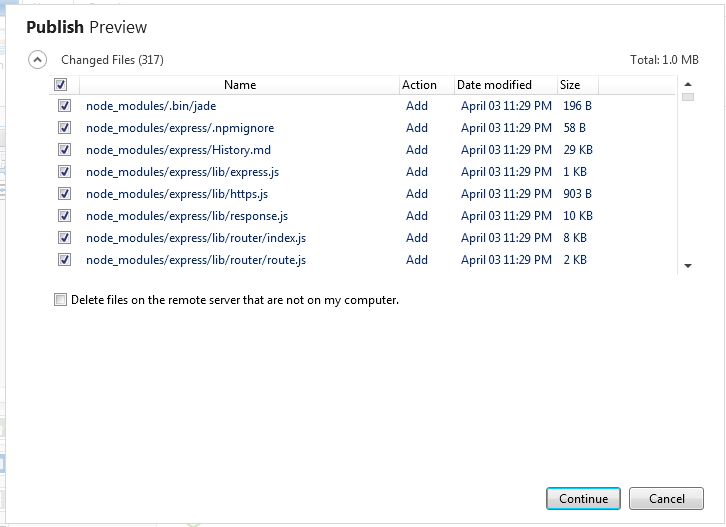 Publish Preview
Changed Files (317) Total: 1.0 MB
Name Action Date modified Size
node_modules/.bin/jade Add April 03 11:29 PM 196 B
node_modules/express/.npmignore Add April 03 11:29 PM 58 B
node_modules/express/History.md Add April 03 11:29 PM 29 KB
node_modules/express/lib/express.js Add April 03 11:29 PM 1 KB
node_modules/express/lib/https.js Add April 03 11:29 PM 903 B
node_modules/express/lib/response.js Add April 03 11:29 PM 10 KB
node_modules/express/lib/router/index.js Add April 03 11:29 PM 8 KB
node_modules/express/lib/router/route.js Add April 03 11:29 PM 2 KB
Delete files on the remote server that are not on my computer.
Continue Cancel